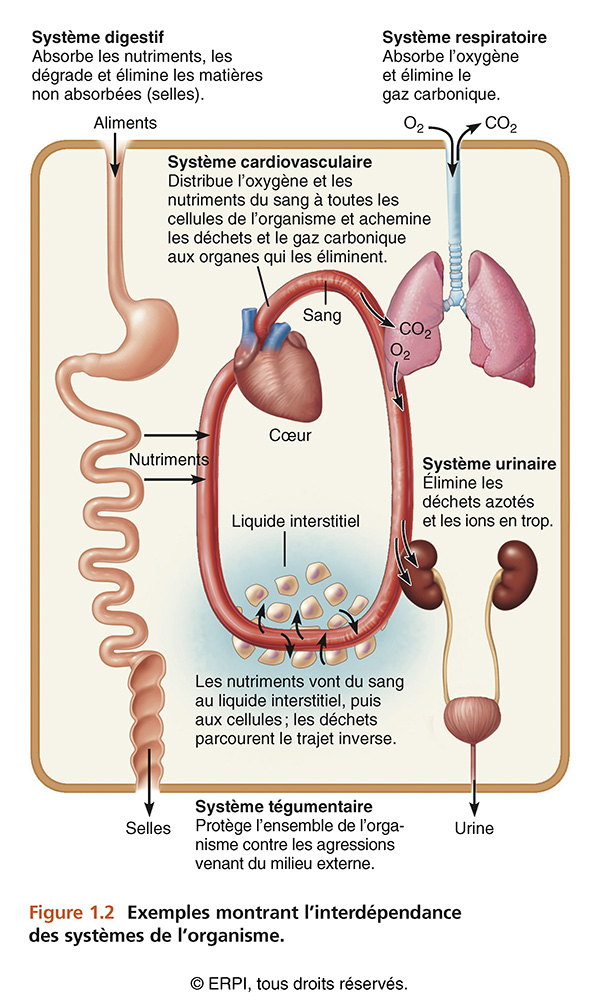 Système digestif
Absorbe les nutriments, les
dégrade et élimine les matières
non absorbées (selles).
Aliments
Système respiratoire
Absorbe l'oxygène
et élimine le
gaz carbonique.
O₂
CO₂
Système cardiovasculaire
Distribue l'oxygène et les
nutriments du sang à toutes les
cellules de l'organisme et achemine
les déchets et le gaz carbonique
aux organes qui les éliminent.
Sang
CO₂
O₂
Cœur
Nutriments
Système urinaire
Élimine les
déchets azotés
et les ions en trop.
Liquide interstitiel
Les nutriments vont du sang
au liquide interstitiel, puis
aux cellules ; les déchets
parcourent le trajet inverse.
Selles
Système tégumentaire
Protège l'ensemble de l'orga-
nisme contre les agressions
venant du milieu externe.
Urine
Figure 1.2 Exemples montrant l'interdépendance
des systèmes de l'organisme.
© ERPI, tous droits réservés.